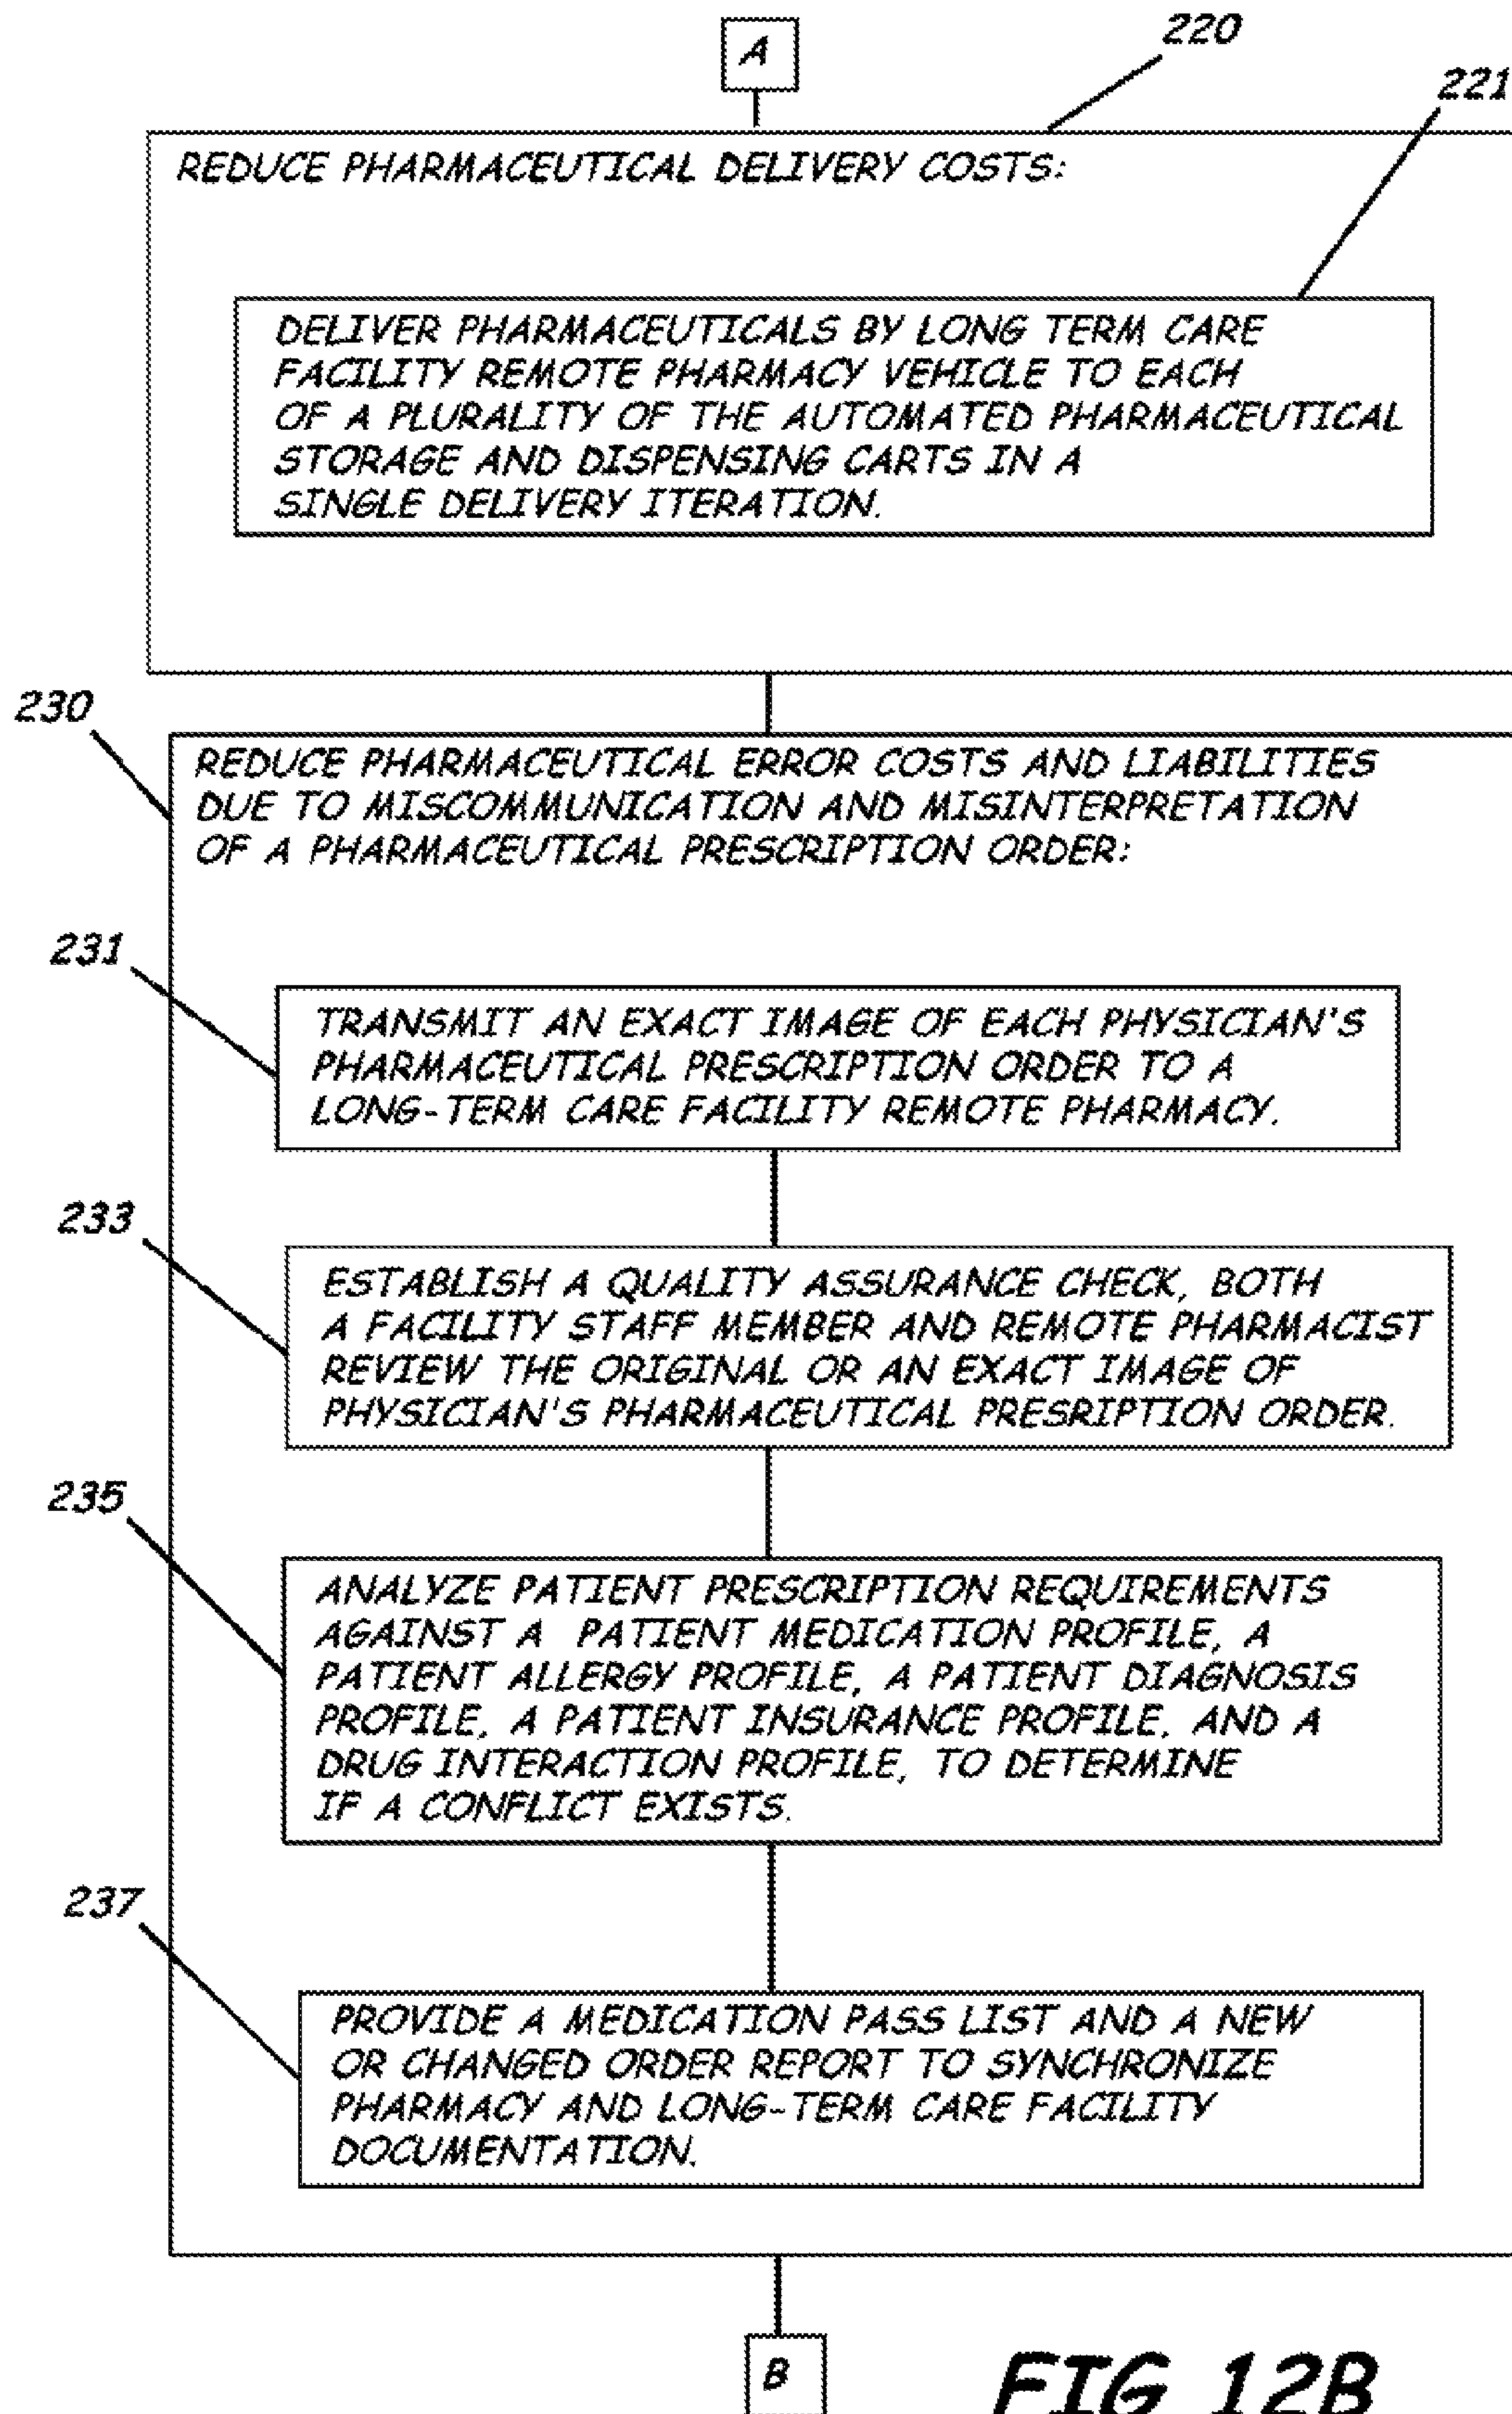 A
220
221
REDUCE PHARMACEUTICAL DELIVERY COSTS:
DELIVER PHARMACEUTICALS BY LONG TERM CARE
FACILITY REMOTE PHARMACY VEHICLE TO EACH
OF A PLURALITY OF THE AUTOMATED PHARMACEUTICAL
STORAGE AND DISPENSING CARTS IN A
SINGLE DELIVERY ITERATION.
230
REDUCE PHARMACEUTICAL ERROR COSTS AND LIABILITIES
DUE TO MISCOMMUNICATION AND MISINTERPRETATION
OF A PHARMACEUTICAL PRESCRIPTION ORDER:
231
TRANSMIT AN EXACT IMAGE OF EACH PHYSICIAN'S
PHARMACEUTICAL PRESCRIPTION ORDER TO A
LONG-TERM CARE FACILITY REMOTE PHARMACY.
233
ESTABLISH A QUALITY ASSURANCE CHECK, BOTH
A FACILITY STAFF MEMBER AND REMOTE PHARMACIST
REVIEW THE ORIGINAL OR AN EXACT IMAGE OF
PHYSICIAN'S PHARMACEUTICAL PRESRIPTION ORDER.
235
ANALYZE PATIENT PRESCRIPTION REQUIREMENTS
AGAINST A PATIENT MEDICATION PROFILE, A
PATIENT ALLERGY PROFILE, A PATIENT DIAGNOSIS
PROFILE, A PATIENT INSURANCE PROFILE, AND A
DRUG INTERACTION PROFILE, TO DETERMINE
IF A CONFLICT EXISTS.
237
PROVIDE A MEDICATION PASS LIST AND A NEW
OR CHANGED ORDER REPORT TO SYNCHRONIZE
PHARMACY AND LONG-TERM CARE FACILITY
DOCUMENTATION.
B
FIG 12B